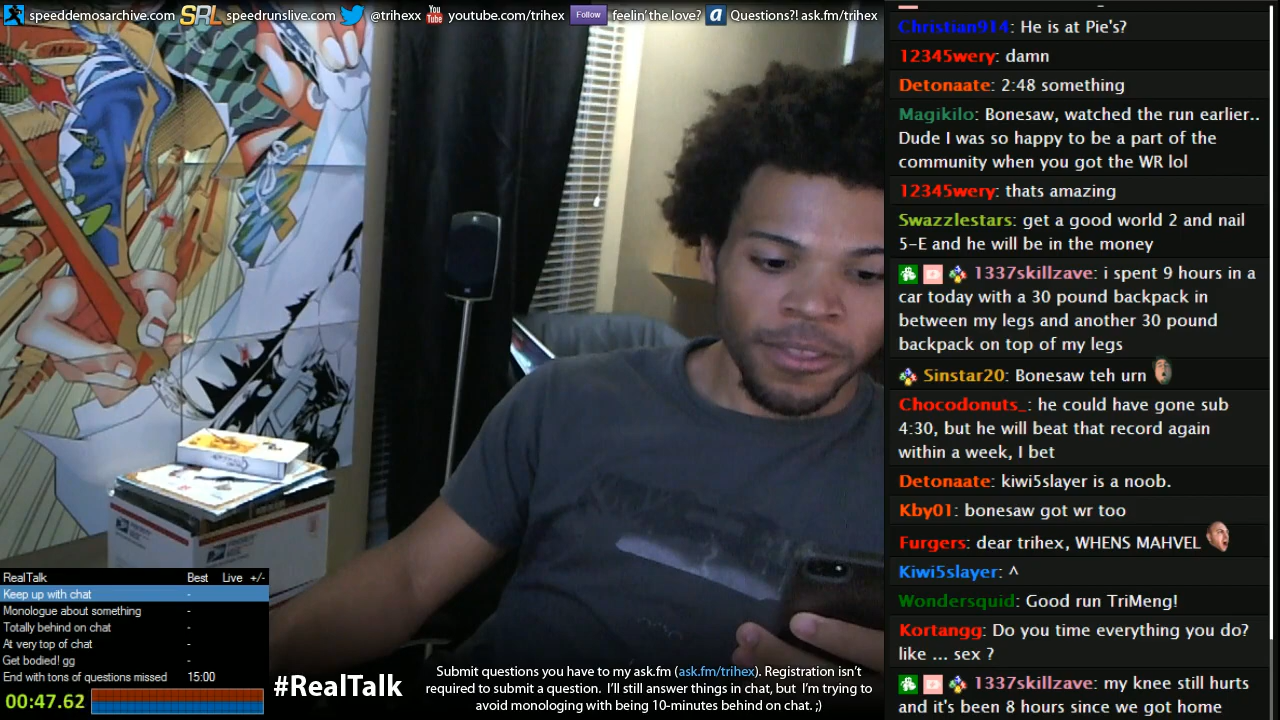 speeddemosarchive.com SRL speedrunslive.com @trihexx You Tube youtube.com/trihex Follow feelin' the love? a Questions?! ask.fm/trihex
Christian914: He is at Pie's?
12345wery: damn
Detonaate: 2:48 something
Magikilo: Bonesaw, watched the run earlier..
Dude I was so happy to be a part of the
community when you got the WR lol
12345wery: thats amazing
Swazzlestars: get a good world 2 and nail
5-E and he will be in the money
1337skillzave: i spent 9 hours in a
car today with a 30 pound backpack in
between my legs and another 30 pound
backpack on top of my legs
Sinstar20: Bonesaw teh urn
Chocodonuts_: he could have gone sub
4:30, but he will beat that record again
within a week, I bet
Detonaate: kiwi5slayer is a noob.
Kby01: bonesaw got wr too
Furgers: dear trihex, WHENS MAHVEL
Kiwi5slayer: ^
Wondersquid: Good run TriMeng!
Kortangg: Do you time everything you do?
like ... sex ?
1337skillzave: my knee still hurts
and it's been 8 hours since we got home
RealTalk Best Live +/-
Keep up with chat -
Monologue about something -
Totally behind on chat -
At very top of chat -
Get bodied! gg -
End with tons of questions missed 15:00
00:47.62
#RealTalk
Submit questions you have to my ask.fm (ask.fm/trihex). Registration isn't
required to submit a question. I'll still answer things in chat, but I'm trying to
avoid monologing with being 10-minutes behind on chat. ;)